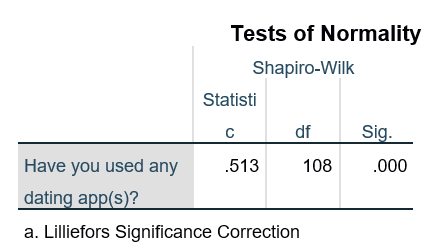 Tests of Normality
Shapiro-Wilk
Statisti
c df Sig.
Have you used any .513 108 .000
dating app(s)?
a. Lilliefors Significance Correction